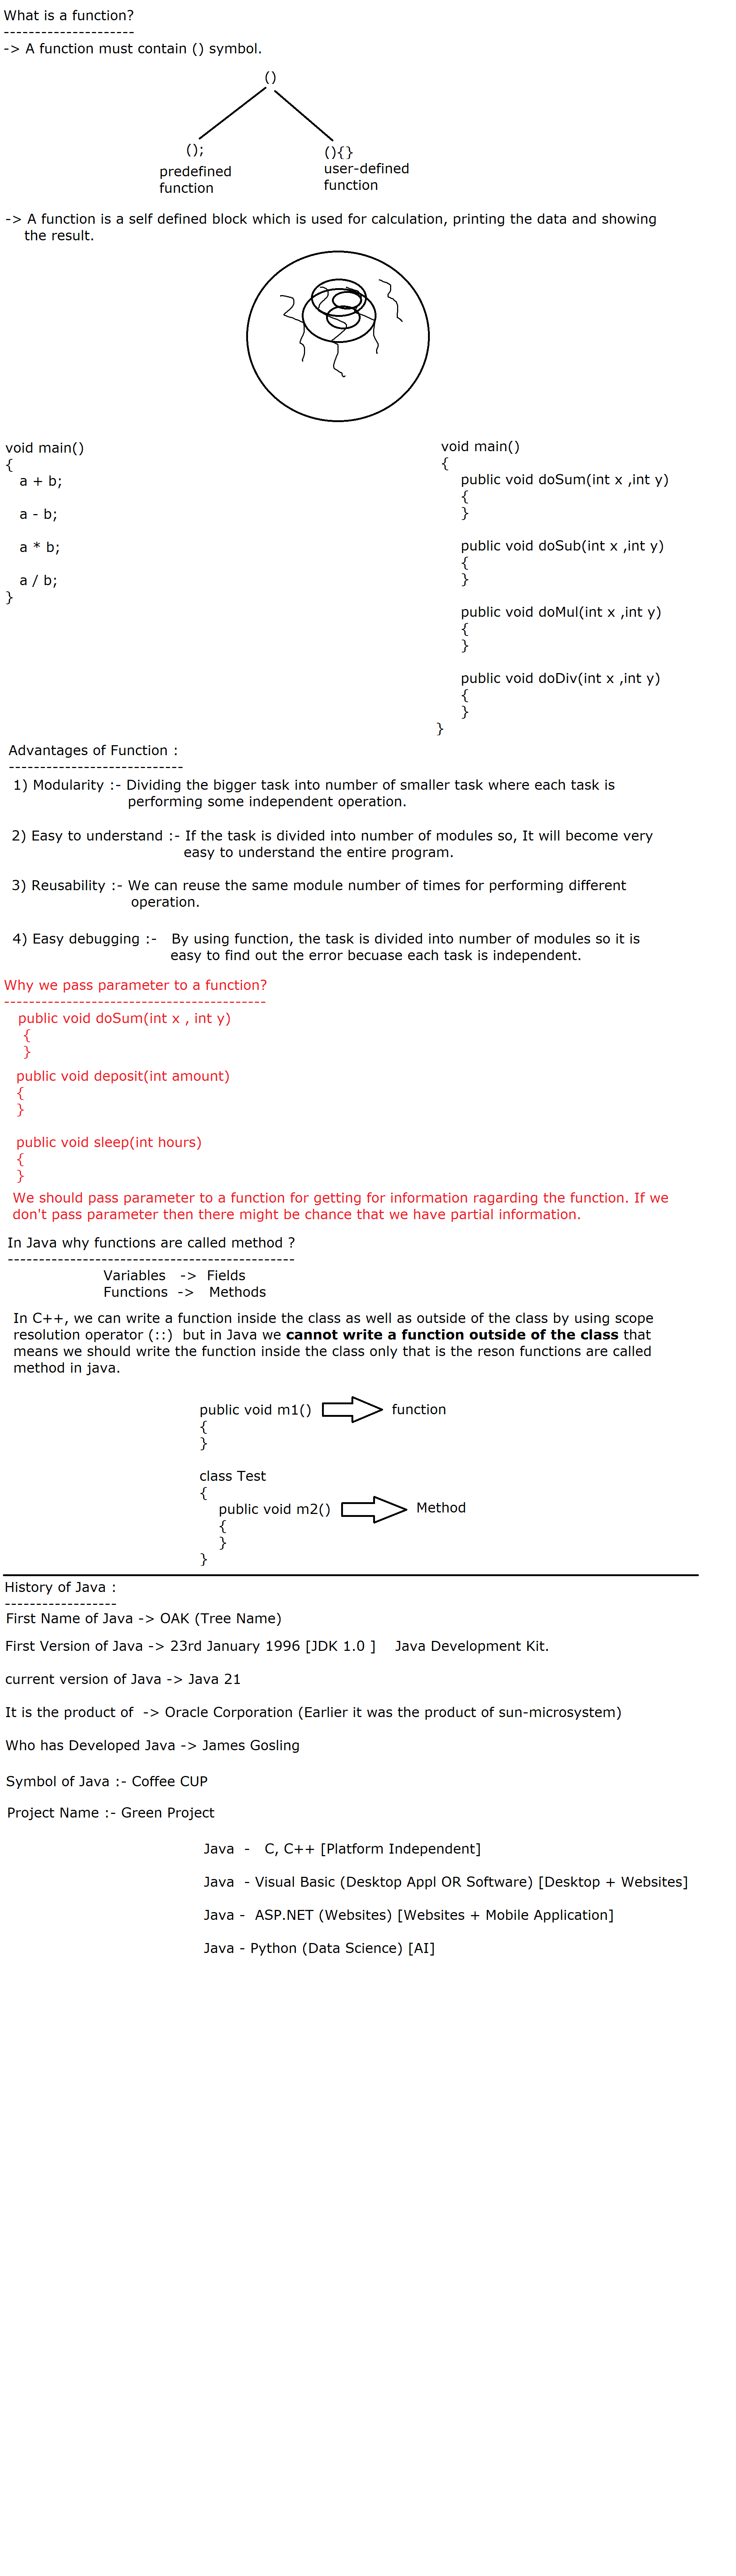 What is a function?
---------------------
-> A function must contain () symbol.
()
();
(){}
predefined
function
user-defined
function
-> A function is a self defined block which is used for calculation, printing the data and showing
the result.
void main()
{
a + b;
a - b;
a * b;
a / b;
}
void main()
{
public void doSum(int x ,int y)
{
}
public void doSub(int x ,int y)
{
}
public void doMul(int x ,int y)
{
}
public void doDiv(int x ,int y)
{
}
}
Advantages of Function :
----------------------------
1) Modularity :- Dividing the bigger task into number of smaller task where each task is
performing some independent operation.
2) Easy to understand :- If the task is divided into number of modules so, It will become very
easy to understand the entire program.
3) Reusability :- We can reuse the same module number of times for performing different
operation.
4) Easy debugging :- By using function, the task is divided into number of modules so it is
easy to find out the error becuase each task is independent.
Why we pass parameter to a function?
------------------------------------------
public void doSum(int x , int y)
{
}
public void deposit(int amount)
{
}
public void sleep(int hours)
{
}
We should pass parameter to a function for getting for information ragarding the function. If we
don't pass parameter then there might be chance that we have partial information.
In Java why functions are called method ?
----------------------------------------------
Variables -> Fields
Functions -> Methods
In C++, we can write a function inside the class as well as outside of the class by using scope
resolution operator (::) but in Java we cannot write a function outside of the class that
means we should write the function inside the class only that is the reson functions are called
method in java.
public void m1() function
{
}
class Test
{
public void m2() Method
{
}
}
History of Java :
------------------
First Name of Java -> OAK (Tree Name)
First Version of Java -> 23rd January 1996 [JDK 1.0 ] Java Development Kit.
current version of Java -> Java 21
It is the product of -> Oracle Corporation (Earlier it was the product of sun-microsystem)
Who has Developed Java -> James Gosling
Symbol of Java :- Coffee CUP
Project Name :- Green Project
Java - C, C++ [Platform Independent]
Java - Visual Basic (Desktop Appl OR Software) [Desktop + Websites]
Java - ASP.NET (Websites) [Websites + Mobile Application]
Java - Python (Data Science) [AI]